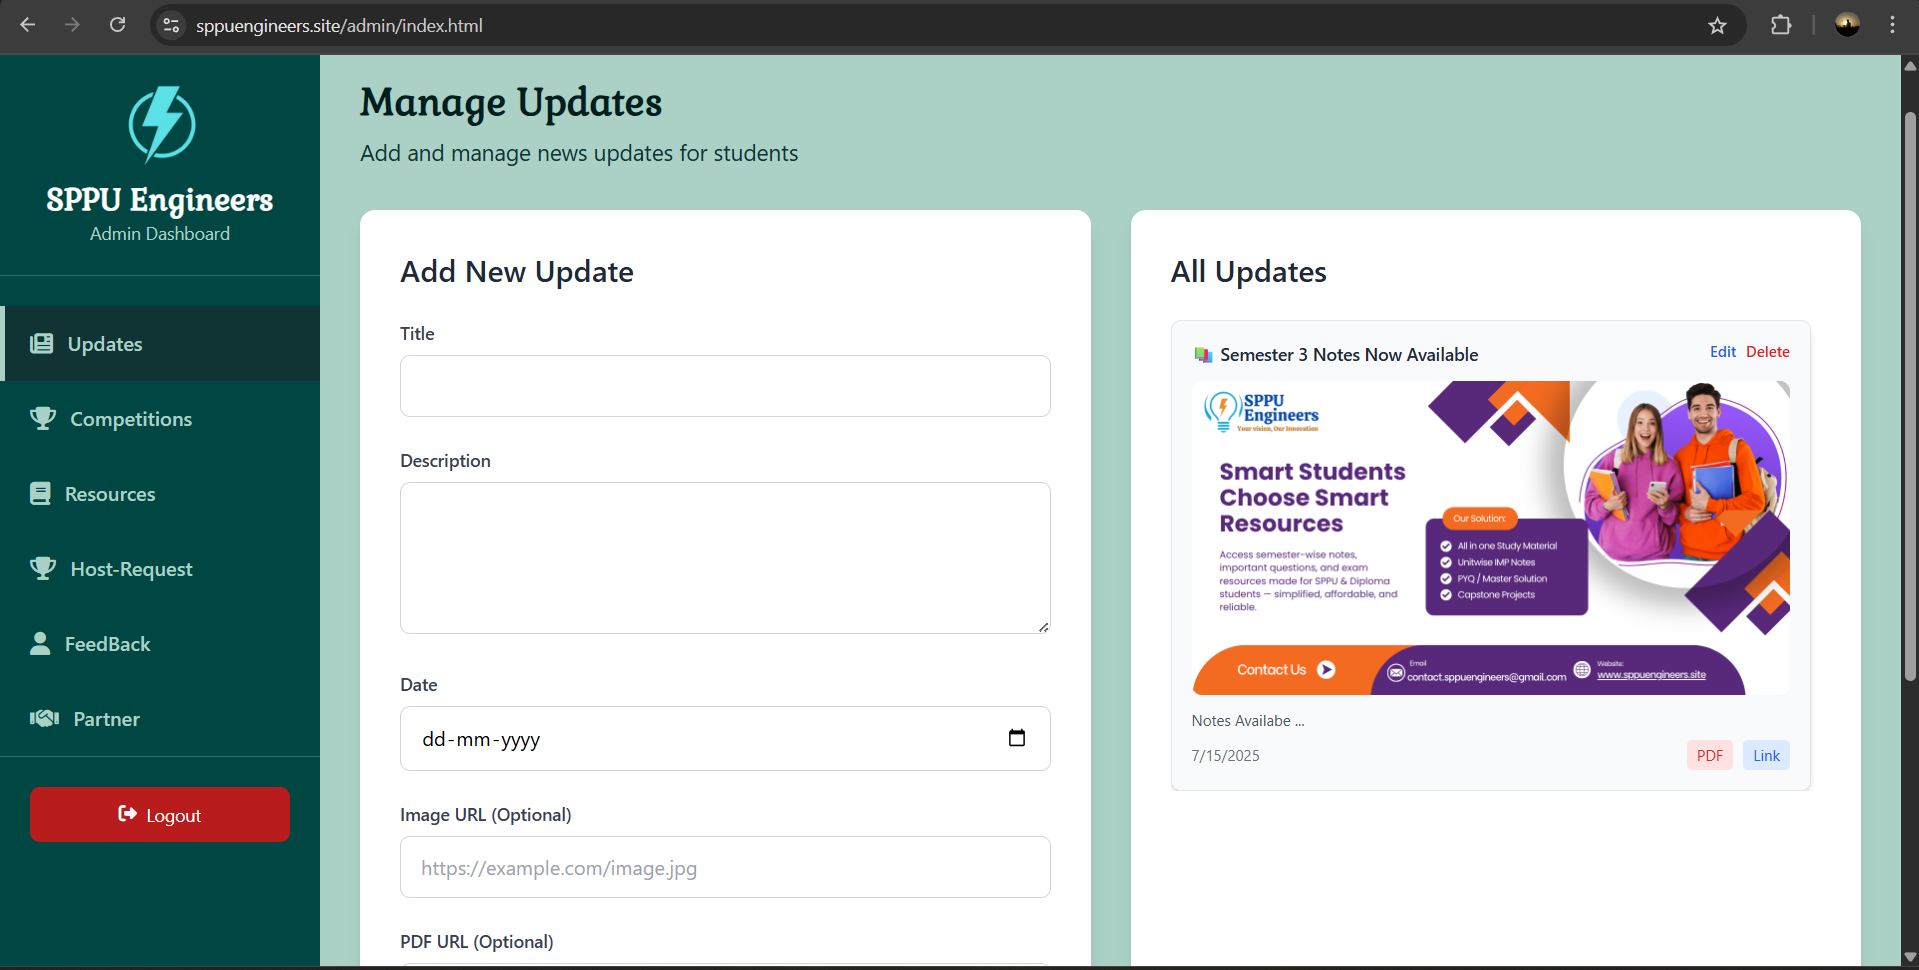 sppuengineers.site/admin/index.html
SPPU Engineers
Admin Dashboard
Updates
Competitions
Resources
Host-Request
FeedBack
Partner
Logout
Manage Updates
Add and manage news updates for students
Add New Update
Title
Description
Date
dd-mm-yyyy
Image URL (Optional)
https://example.com/image.jpg
PDF URL (Optional)
All Updates
Semester 3 Notes Now Available
Edit Delete
SPPU
Engineers
Your vision, Our Innovation
Smart Students
Choose Smart
Resources
Access semester-wise notes,
important questions, and exam
resources made for SPPU & Diploma
students — simplified, affordable, and
reliable.
Our Solution:
All in one Study Material
Unitwise IMP Notes
PYQ / Master Solution
Capstone Projects
Contact Us
Email
contact.sppuengineers@gmail.com
Website:
www.sppuengineers.site
Notes Availabe ...
7/15/2025
PDF Link